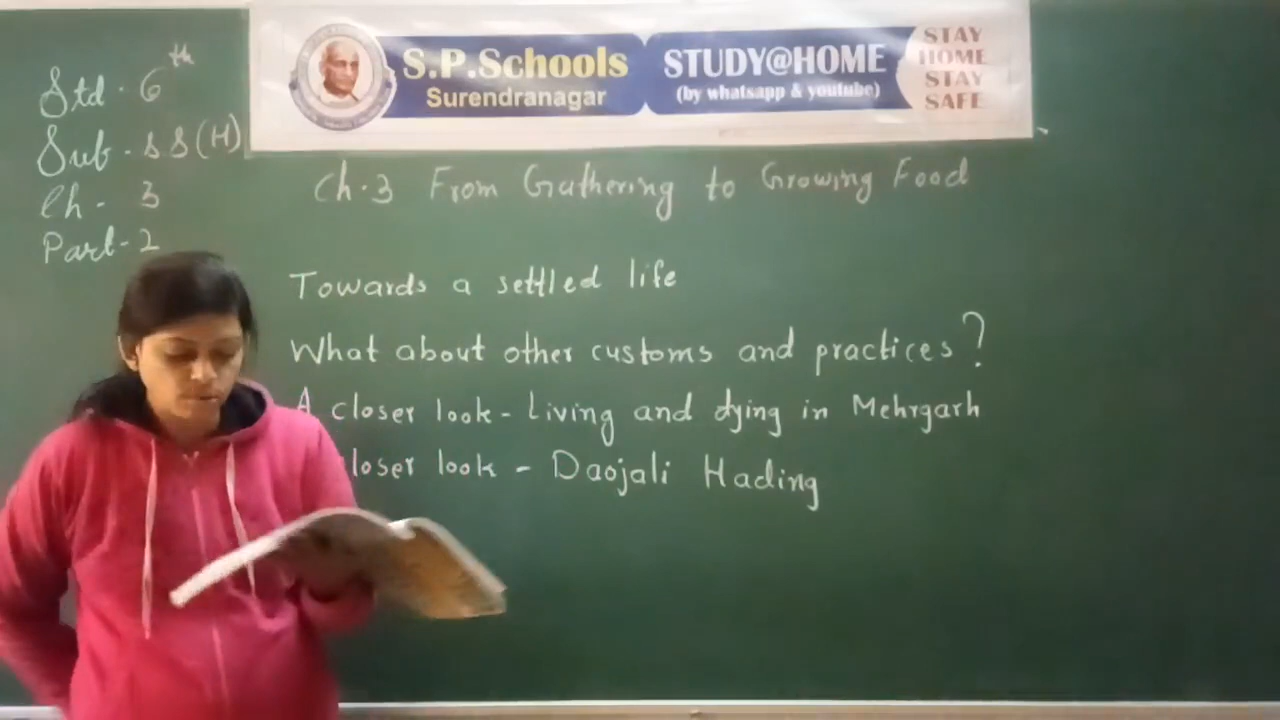 Std. 6th
Sub. SS(H)
Ch- 3
Part-2
S.P.Schools
Surendranagar
STUDY@HOME
(by whatsapp & youtube)
STAY
HOME
STAY
SAFE
Ch.3 From Gathering to Growing Food
Towards a settled life
What about other customs and practices?
A closer look - Living and dying in Mehrgarh
closer look - Daojali Hading